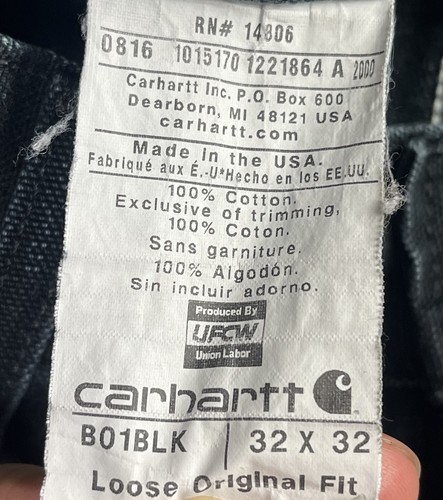 RN# 14806
0816 1015170 1221864 A 2000
Carhartt Inc. P.O. Box 600
Dearborn, MI 48121 USA
carhartt.com
Made in the USA.
Fabriqué aux É.-U*Hecho en los EE.UU.
100% Cotton.
Exclusive of trimming,
100% Coton.
Sans garniture.
100% Algodón.
Sin incluir adorno.
Produced By
UFCW
Union Labor
carhartt
B01BLK | 32 X 32
Loose Original Fit